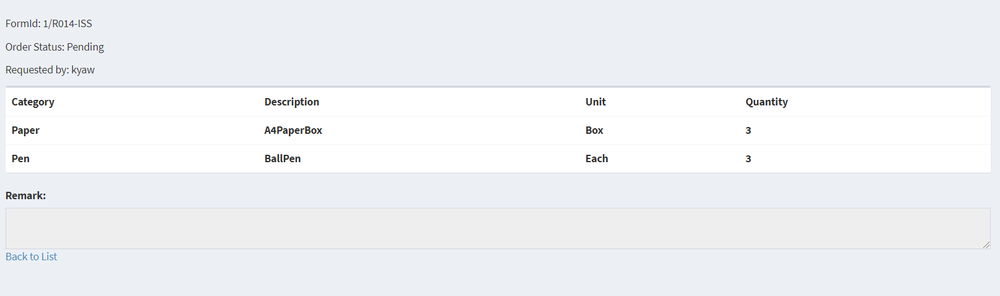 FormId: 1/R014-ISS
Order Status: Pending
Requested by: kyaw
Category Description Unit Quantity
Paper A4PaperBox Box 3
Pen BallPen Each 3
Remark:
Back to List